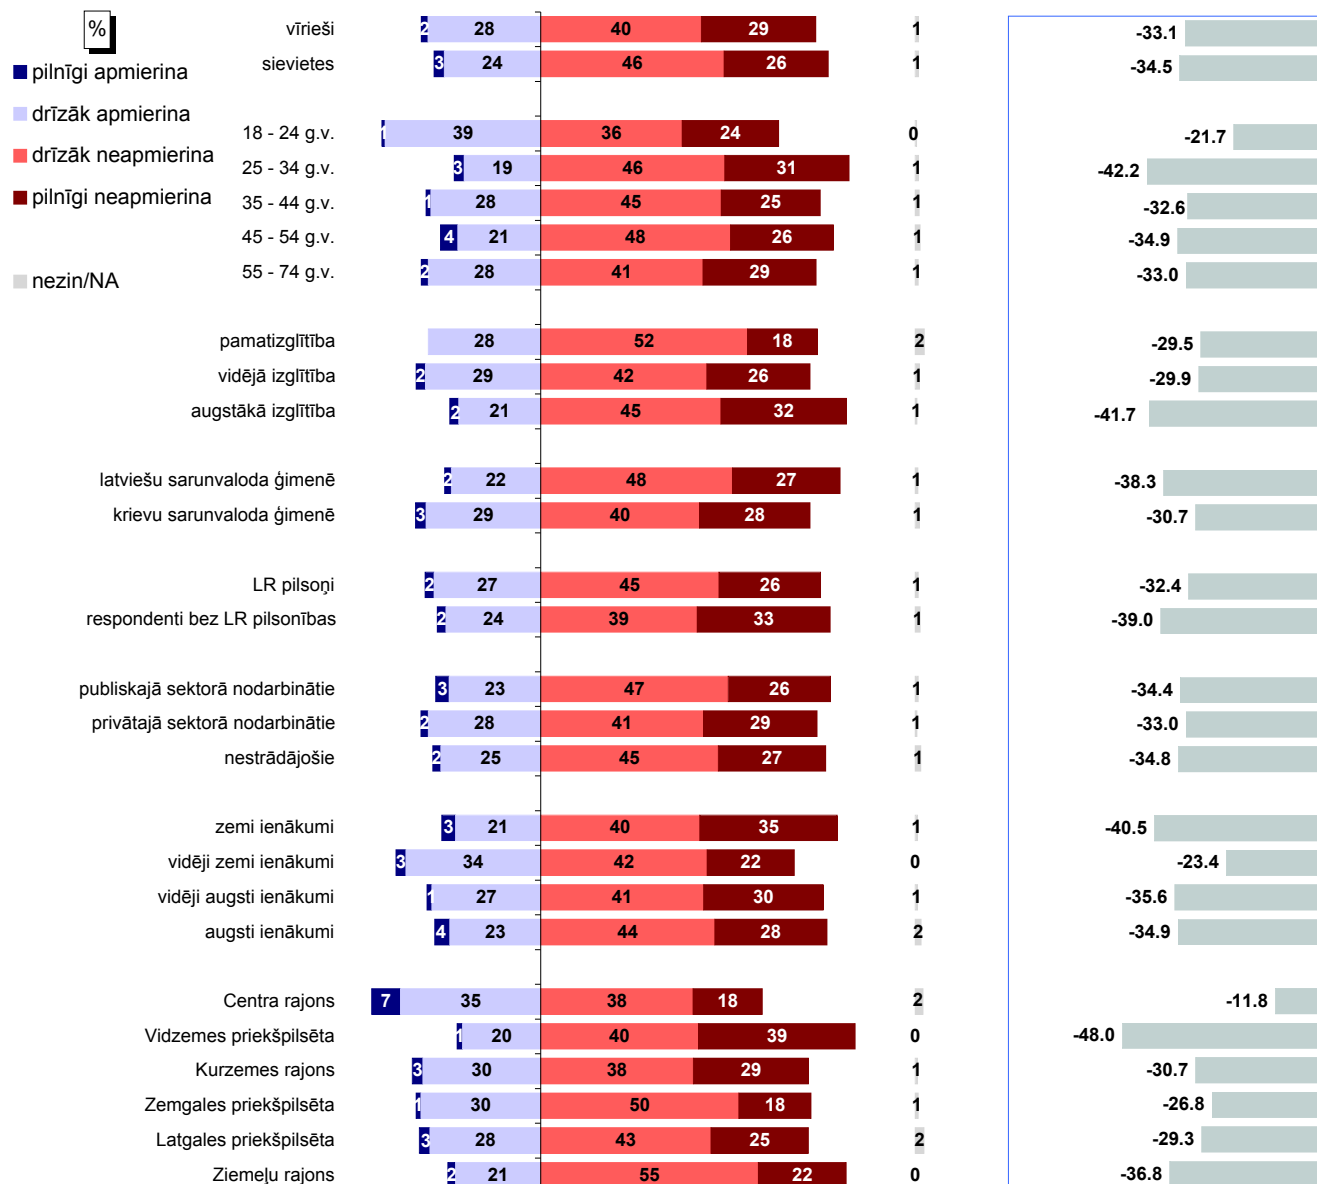 %
pilnīgi apmierina
drīzāk apmierina
drīzāk neapmierina
pilnīgi neapmierina
nezin/NA
vīrieši 2 28 40 29 1 -33.1
sievietes 3 24 46 26 1 -34.5
18 - 24 g.v. 1 39 36 24 0 -21.7
25 - 34 g.v. 3 19 46 31 1 -42.2
35 - 44 g.v. 1 28 45 25 1 -32.6
45 - 54 g.v. 4 21 48 26 1 -34.9
55 - 74 g.v. 2 28 41 29 1 -33.0
pamatizglītība 28 52 18 2 -29.5
vidējā izglītība 2 29 42 26 1 -29.9
augstākā izglītība 2 21 45 32 1 -41.7
latviešu sarunvaloda ģimenē 2 22 48 27 1 -38.3
krievu sarunvaloda ģimenē 3 29 40 28 1 -30.7
LR pilsoņi 2 27 45 26 1 -32.4
respondenti bez LR pilsonības 2 24 39 33 1 -39.0
publiskajā sektorā nodarbinātie 3 23 47 26 1 -34.4
privātajā sektorā nodarbinātie 2 28 41 29 1 -33.0
nestrādājošie 2 25 45 27 1 -34.8
zemi ienākumi 3 21 40 35 1 -40.5
vidēji zemi ienākumi 3 34 42 22 0 -23.4
vidēji augsti ienākumi 1 27 41 30 1 -35.6
augsti ienākumi 4 23 44 28 2 -34.9
Centra rajons 7 35 38 18 2 -11.8
Vidzemes priekšpilsēta 1 20 40 39 0 -48.0
Kurzemes rajons 3 30 38 29 1 -30.7
Zemgales priekšpilsēta 1 30 50 18 1 -26.8
Latgales priekšpilsēta 3 28 43 25 2 -29.3
Ziemeļu rajons 2 21 55 22 0 -36.8